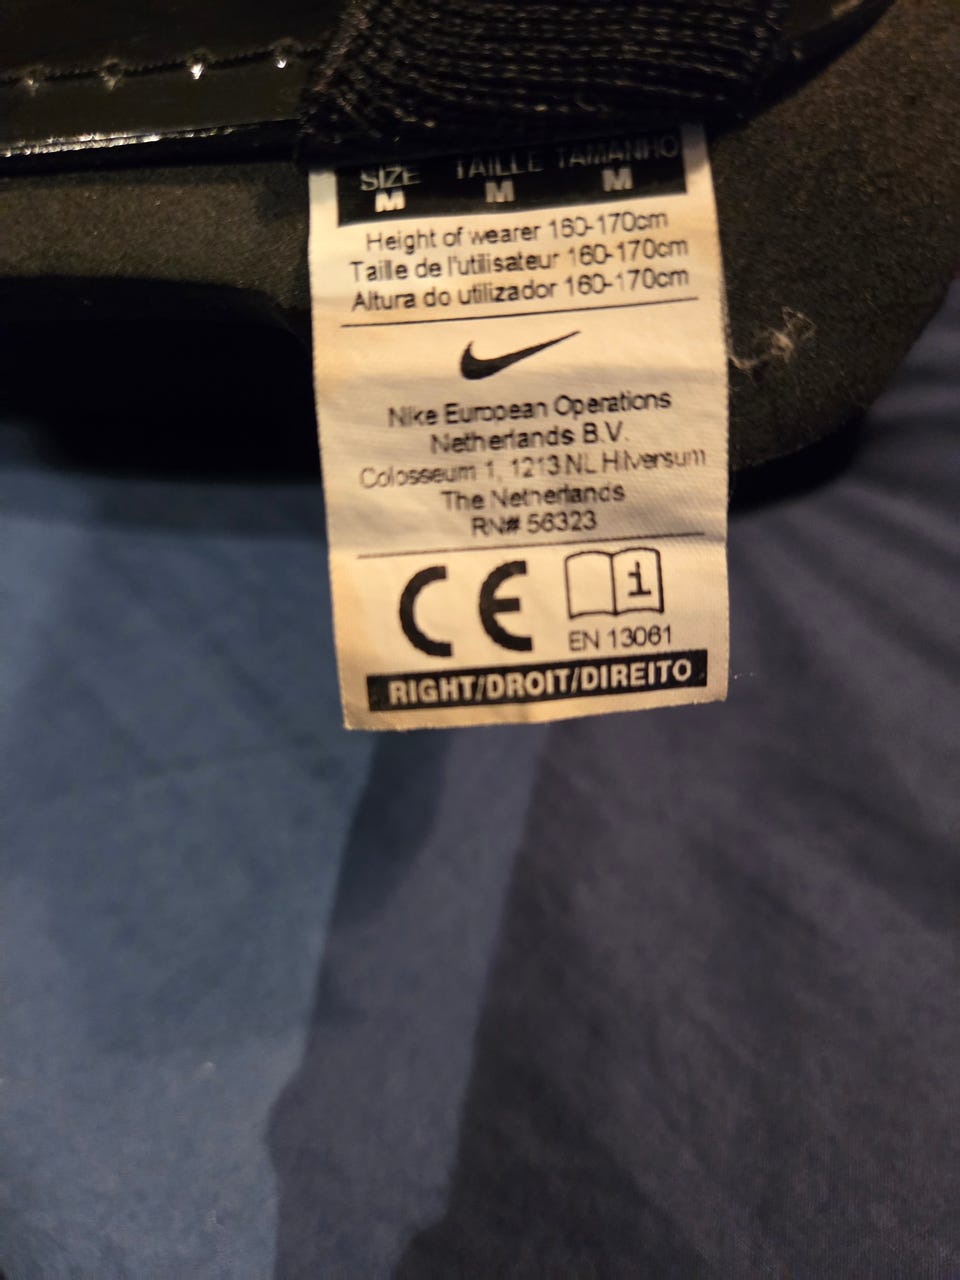 SIZE TAILLE TAMANHO
M M M
Height of wearer 160-170cm
Taille de l'utilisateur 160-170cm
Altura do utilizador 160-170cm
Nike European Operations
Netherlands B.V.
Colosseum 1, 1213 NL Hilversum
The Netherlands
RN# 56323
CE i
EN 13061
RIGHT/DROIT/DIREITO